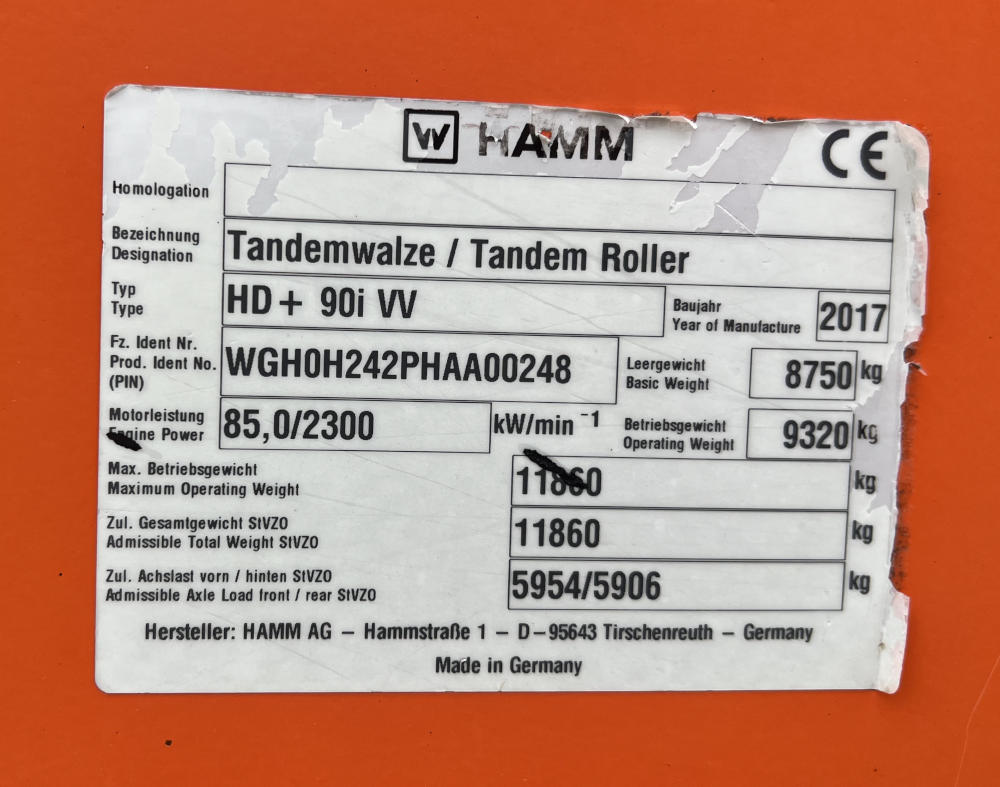 W HAMM CE
Homologation
Bezeichnung
Designation
Tandemwalze / Tandem Roller
Typ
Type
HD+ 90i VV
Baujahr
Year of Manufacture
2017
Fz. Ident Nr.
Prod. Ident No.
(PIN)
WGH0H242PHAA00248
Leergewicht
Basic Weight
8750 kg
Motorleistung
Engine Power
85,0/2300
kW/min ⁻¹
Betriebsgewicht
Operating Weight
9320 kg
Max. Betriebsgewicht
Maximum Operating Weight
11860 kg
Zul. Gesamtgewicht StVZO
Admissible Total Weight StVZO
11860 kg
Zul. Achslast vorn / hinten StVZO
Admissible Axle Load front / rear StVZO
5954/5906 kg
Hersteller: HAMM AG – Hammstraße 1 – D–95643 Tirschenreuth – Germany
Made in Germany